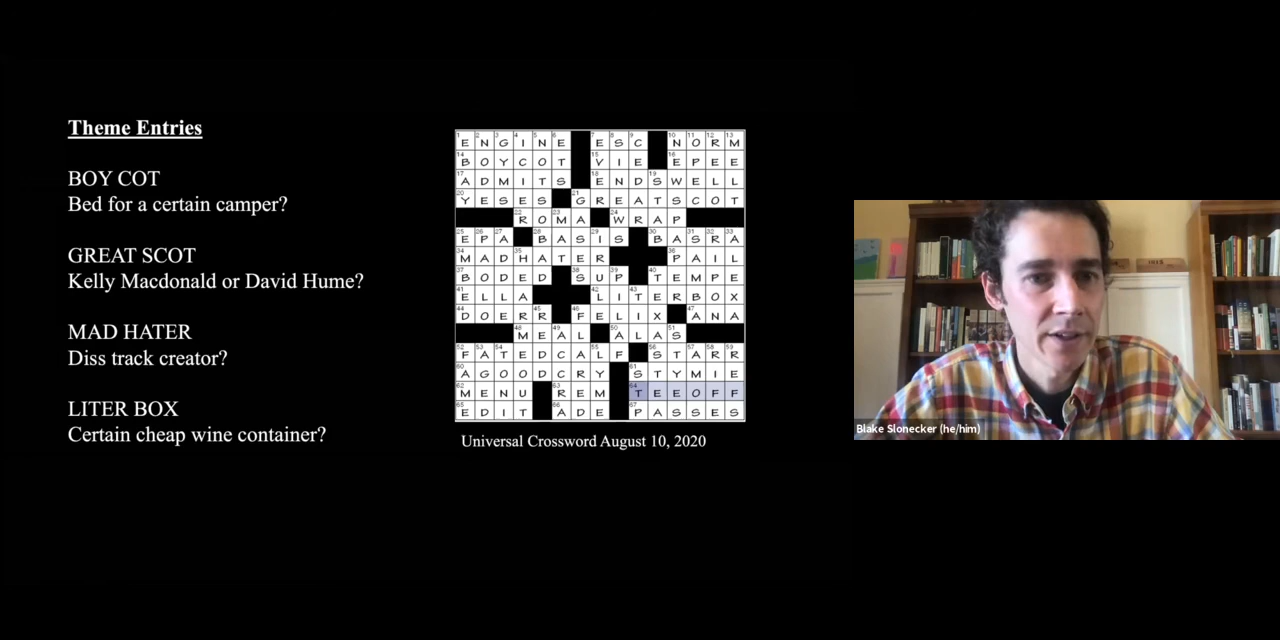 Theme Entries
BOY COT
Bed for a certain camper?
GREAT SCOT
Kelly Macdonald or David Hume?
MAD HATER
Diss track creator?
LITER BOX
Certain cheap wine container?
ENGINE ESC NORM
BOYCOT VIE EPEE
ADMITS ENDSWELL
YESES GREATSCOT
ROMA WRAP
EPA BASIS BASRA
MADHATER PAIL
BODED SUP TEMPE
ELLA LITERBOX
DOERR FELIX ANA
MEAL ALAS
FATEDCALF STARR
AGOODCRY STYMIE
MENU REM TEEOFF
EDIT ADE PASSES
Universal Crossword August 10, 2020
Blake Slonecker (he/him)